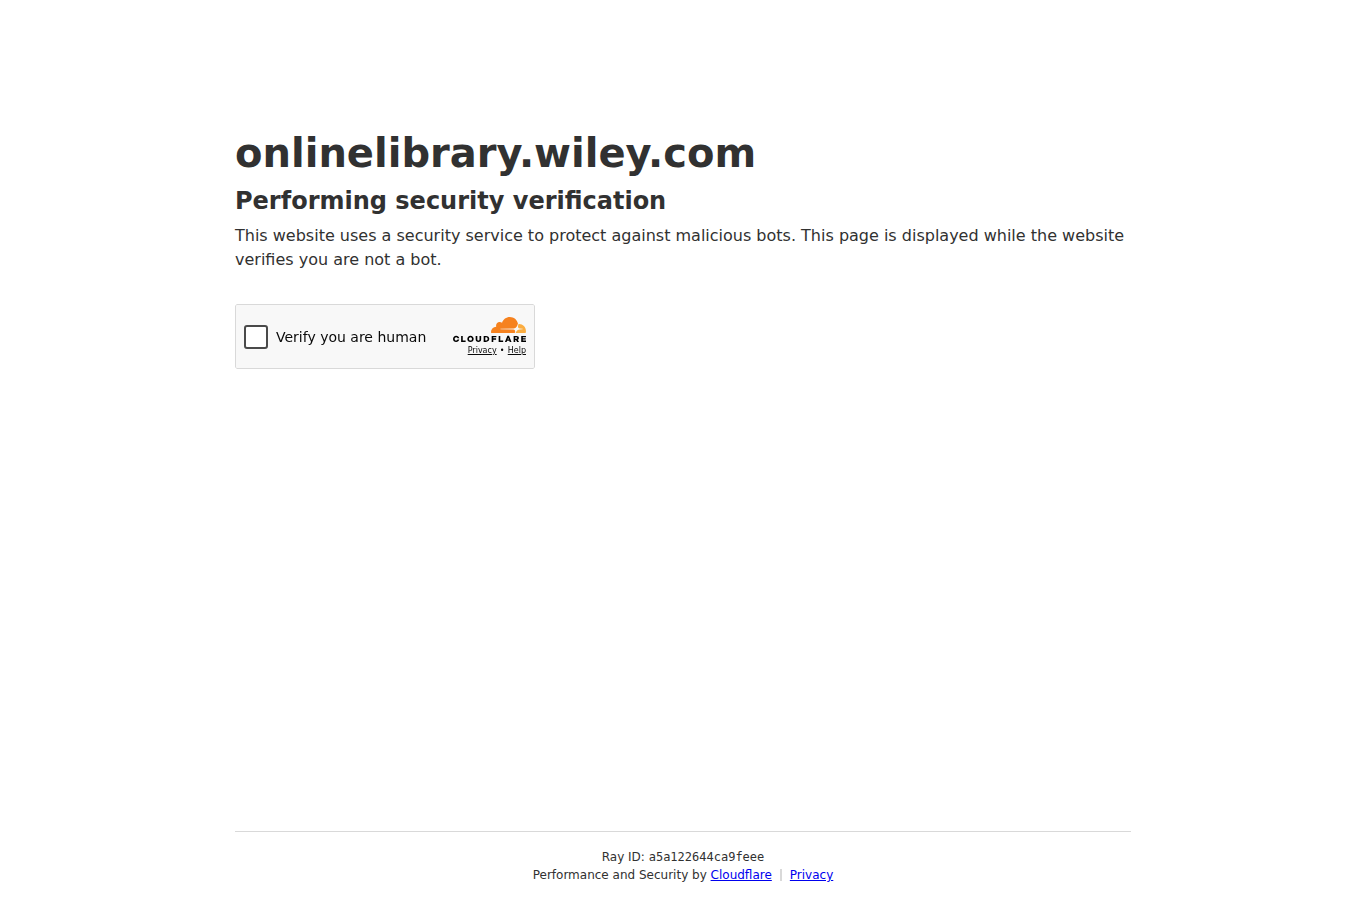 onlinelibrary.wiley.com
Performing security verification
This website uses a security service to protect against malicious bots. This page is displayed while the website
verifies you are not a bot.
Verify you are human
CLOUDFLARE
Privacy • Help
Ray ID: a5a122644ca9feee
Performance and Security by Cloudflare | Privacy